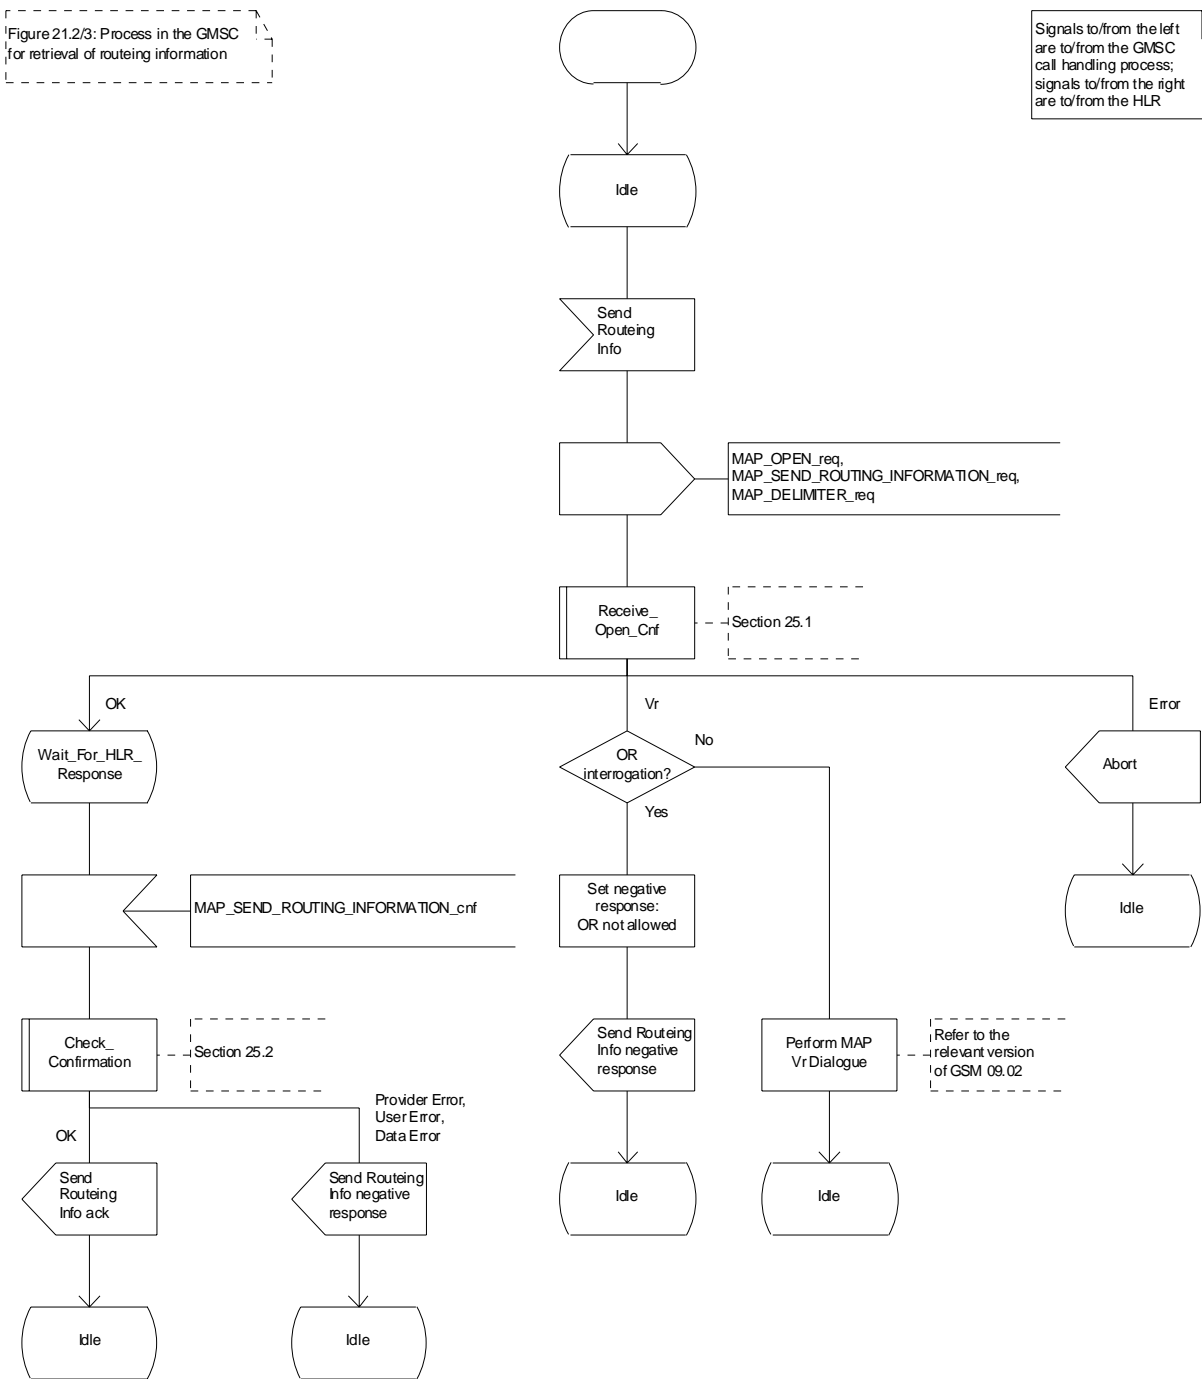 Figure 21.2/3: Process in the GMSC
for retrieval of routeing information
Signals to/from the left
are to/from the GMSC
call handling process;
signals to/from the right
are to/from the HLR
Idle
Send
Routeing
Info
MAP_OPEN_req,
MAP_SEND_ROUTING_INFORMATION_req,
MAP_DELIMITER_req
Receive_
Open_Cnf
Section 25.1
OK
Vr
Error
Wait_For_HLR_
Response
OR
interrogation?
No
Yes
Abort
MAP_SEND_ROUTING_INFORMATION_cnf
Set negative
response:
OR not allowed
Idle
Check_
Confirmation
Section 25.2
Send Routeing
Info negative
response
Perform MAP
Vr Dialogue
Refer to the
relevant version
of GSM 09.02
OK
Provider Error,
User Error,
Data Error
Send
Routeing
Info ack
Send Routeing
Info negative
response
Idle
Idle
Idle
Idle